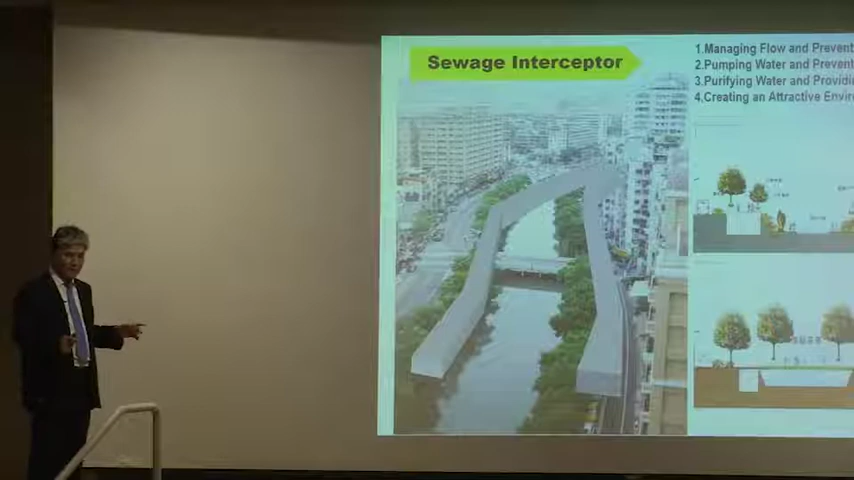 Sewage Interceptor
1.Managing Flow and Prevent
2.Pumping Water and Prevent
3.Purifying Water and Providin
4.Creating an Attractive Enviro